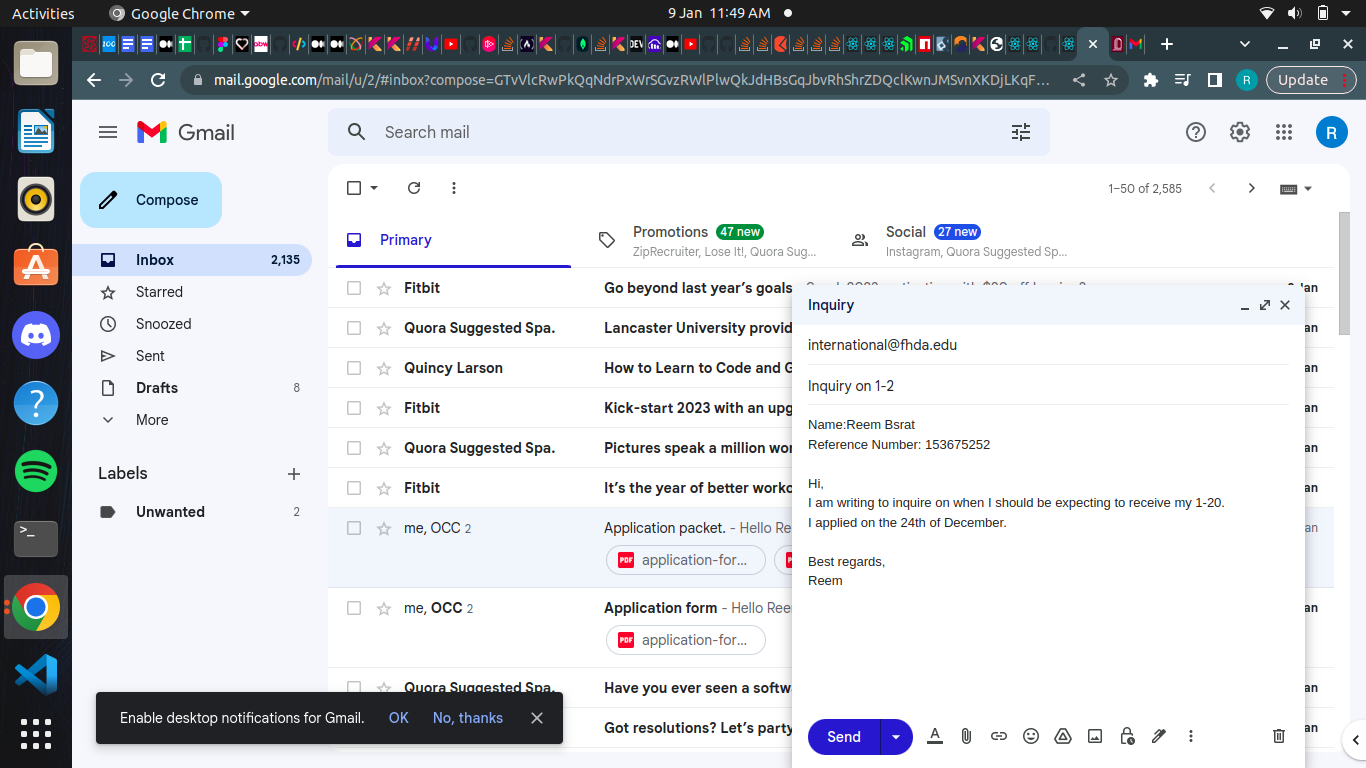 Activities
Google Chrome
9 Jan 11:49 AM
mail.google.com/mail/u/2/#inbox?compose=GTvVlcRwPkQqNdrPxWrSGvzRWlPlwQkJdHBsGqJbvRhShrZDQclKwnJMSvnXKDjLKqF...
R
Update
Gmail
Search mail
R
Compose
1–50 of 2,585
Inbox 2,135
Starred
Snoozed
Sent
Drafts 8
More
Labels
Unwanted
Primary
Promotions 47 new
ZipRecruiter, Lose It!, Quora Sug...
Social 27 new
Instagram, Quora Suggested Sp...
Fitbit Go beyond last year's goals
Quora Suggested Spa. Lancaster University provid
Quincy Larson How to Learn to Code and G
Fitbit Kick-start 2023 with an upg
Quora Suggested Spa. Pictures speak a million wor
Fitbit It's the year of better worko
me, OCC 2 Application packet. - Hello Ree
PDF application-for...
me, OCC 2 Application form - Hello Ree
PDF application-for...
Quora Suggested Spa. Have you ever seen a softwa
Got resolutions? Let's party
Inquiry
international@fhda.edu
Inquiry on 1-2
Name:Reem Bsrat
Reference Number: 153675252
Hi,
I am writing to inquire on when I should be expecting to receive my 1-20.
I applied on the 24th of December.
Best regards,
Reem
Send
Enable desktop notifications for Gmail. OK No, thanks